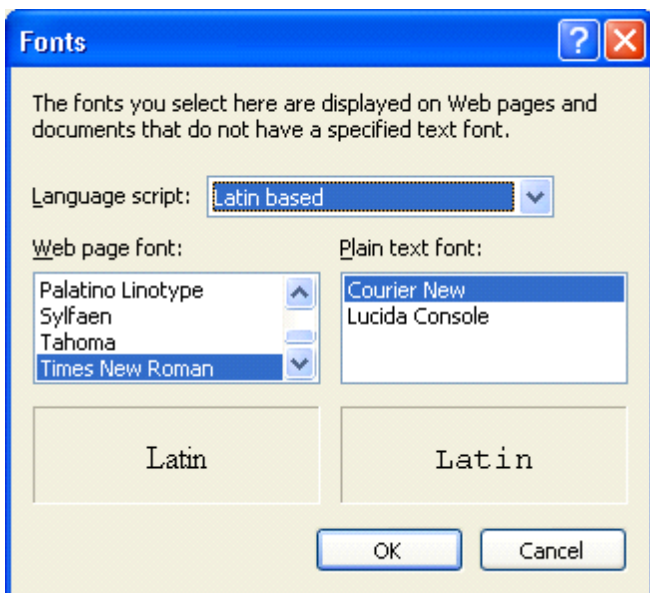 Fonts
The fonts you select here are displayed on Web pages and
documents that do not have a specified text font.
Language script: Latin based
Web page font:
Palatino Linotype
Sylfaen
Tahoma
Times New Roman
Plain text font:
Courier New
Lucida Console
Latin
Latin
OK
Cancel